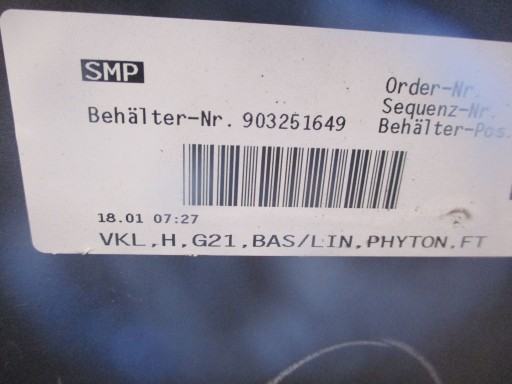 SMP
Order-Nr.
Sequenz-Nr.
Behälter-Nr. 903251649 Behälter-Pos.
18.01 07:27
VKL,H,G21,BAS/LIN,PHYTON,FT